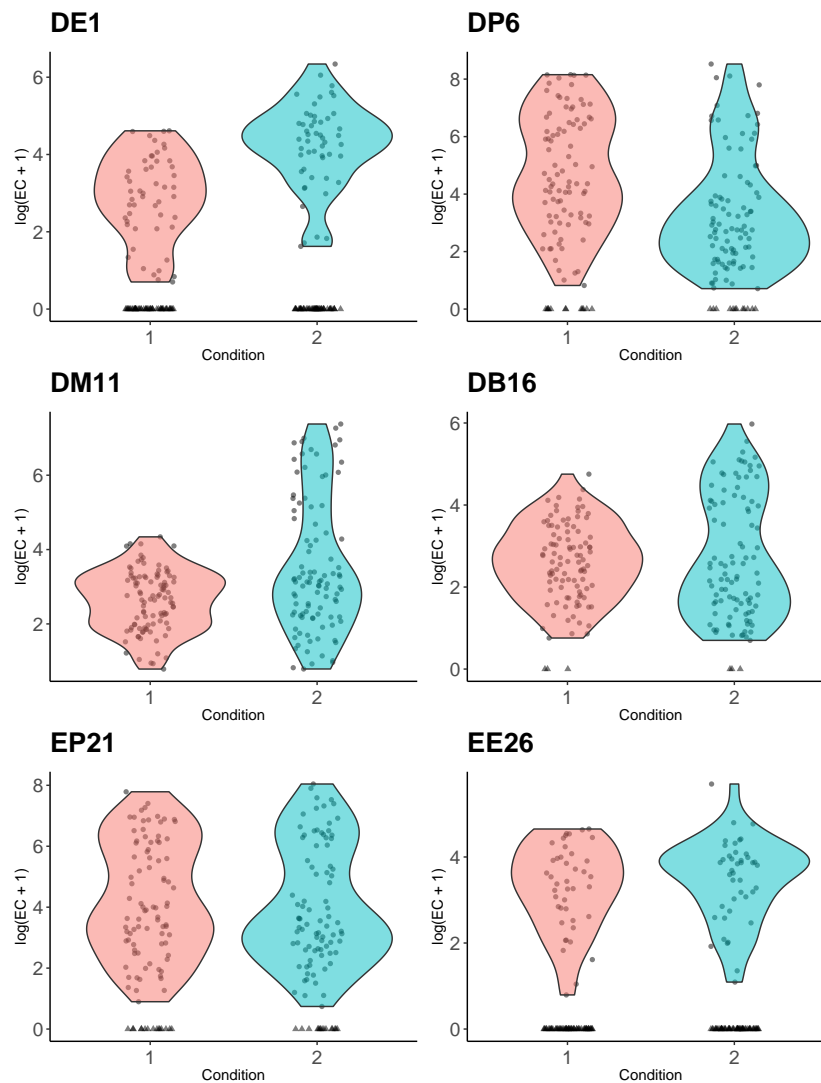 DE1
6
4
2
0
log(EC + 1)
1
2
Condition
DP6
8
6
4
2
0
log(EC + 1)
1
2
Condition
DM11
6
4
2
log(EC + 1)
1
2
Condition
DB16
6
4
2
0
log(EC + 1)
1
2
Condition
EP21
8
6
4
2
0
log(EC + 1)
1
2
Condition
EE26
4
2
0
log(EC + 1)
1
2
Condition